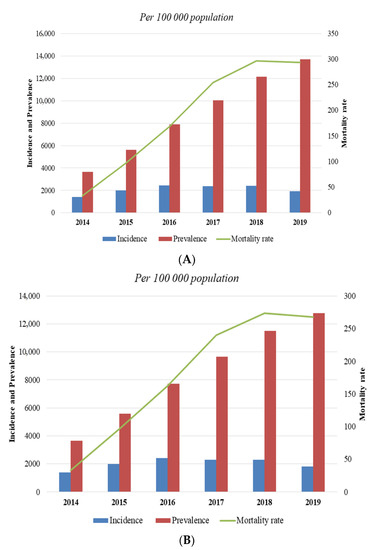 Per 100 000 population
Incidence and Prevalence
16,000
14,000
12,000
10,000
8000
6000
4000
2000
0
350
300
250
200
150
100
50
0
Mortality rate
2014 2015 2016 2017 2018 2019
Incidence Prevalence Mortality rate
(A)
Per 100 000 population
Incidence and Prevalence
14,000
12,000
10,000
8000
6000
4000
2000
0
300
250
200
150
100
50
0
Mortality rate
2014 2015 2016 2017 2018 2019
Incidence Prevalence Mortality rate
(B)